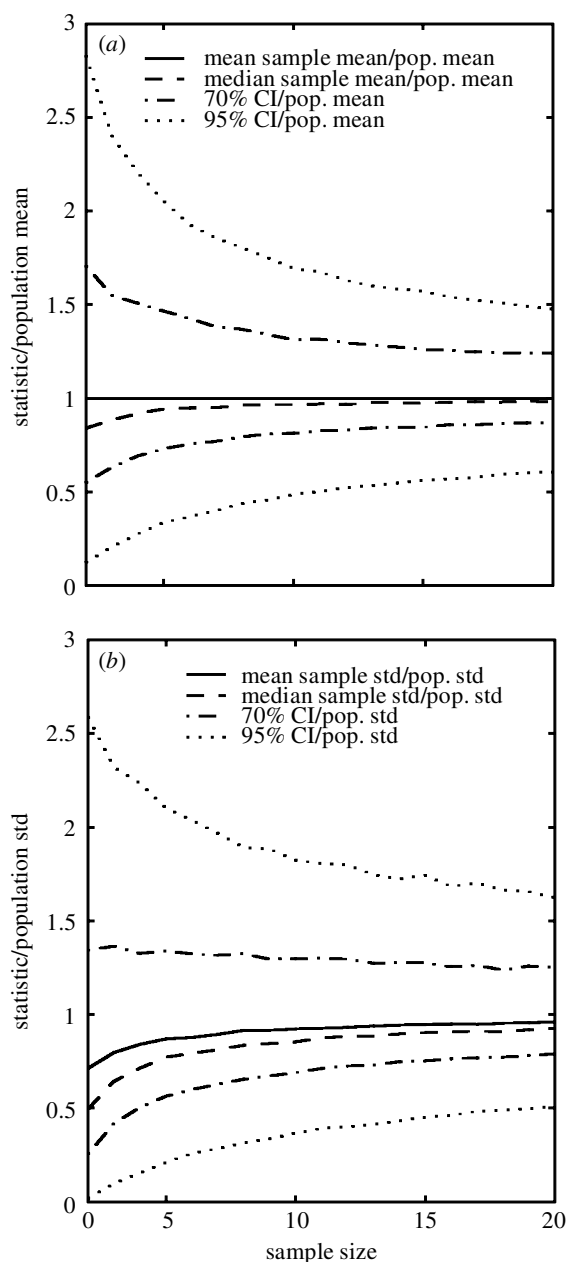 3
(a)
mean sample mean/pop. mean
median sample mean/pop. mean
70% CI/pop. mean
95% CI/pop. mean
2.5
2
1.5
1
0.5
0
statistic/population mean
3
(b)
mean sample std/pop. std
median sample std/pop. std
70% CI/pop. std
95% CI/pop. std
2.5
2
1.5
1
0.5
0
statistic/population std
0 5 10 15 20
sample size